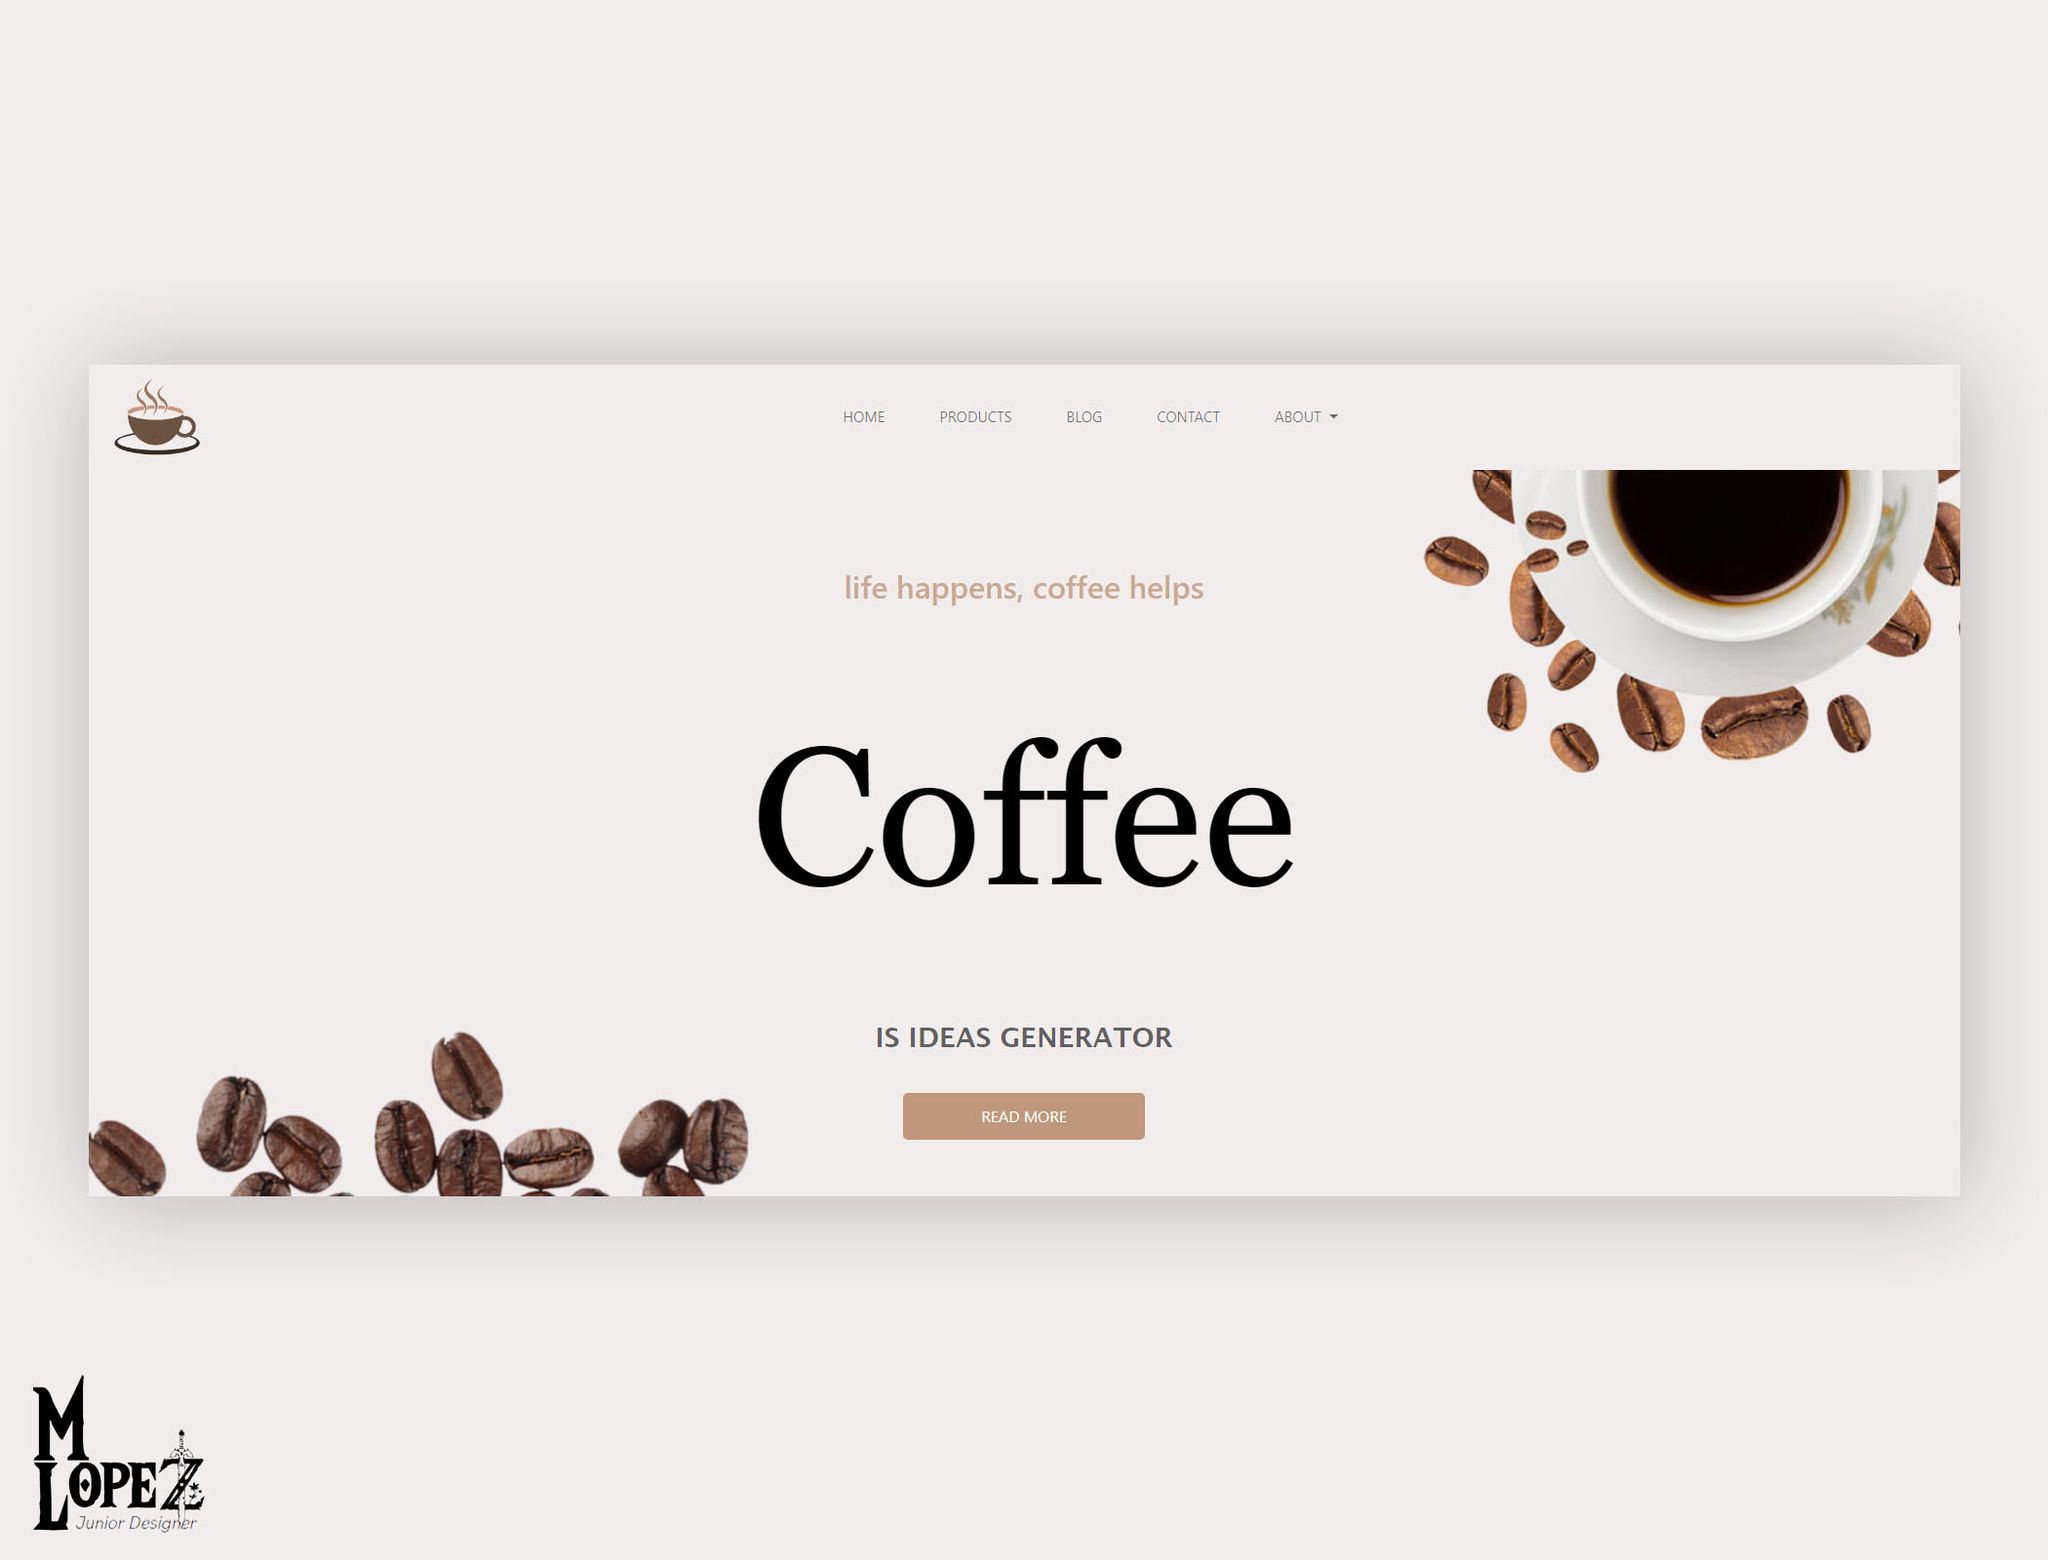 HOME PRODUCTS BLOG CONTACT ABOUT
life happens, coffee helps
Coffee
IS IDEAS GENERATOR
READ MORE
M
LOPEZ
Junior Designer